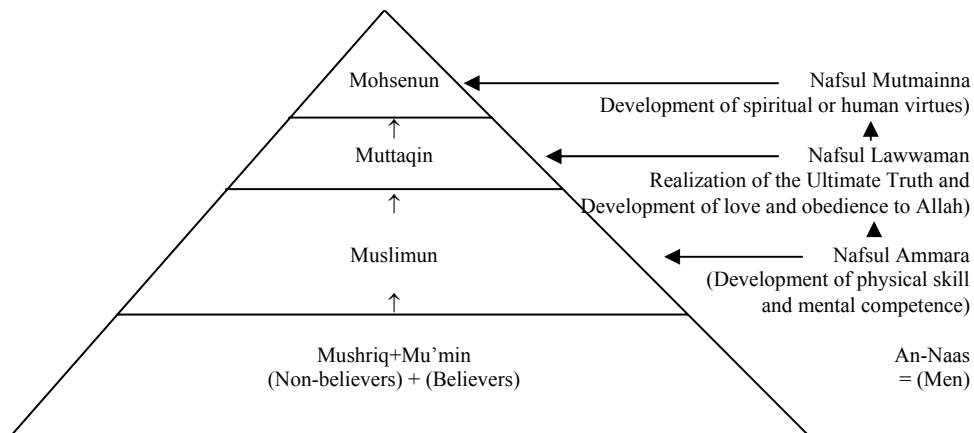 Mohsenun
Nafsul Mutmainna
Development of spiritual or human virtues)
↑
Muttaqin
Nafsul Lawwaman
Realization of the Ultimate Truth and
Development of love and obedience to Allah)
↑
Muslimun
Nafsul Ammara
(Development of physical skill
and mental competence)
↑
Mushriq+Mu’min
(Non-believers) + (Believers)
An-Naas
= (Men)